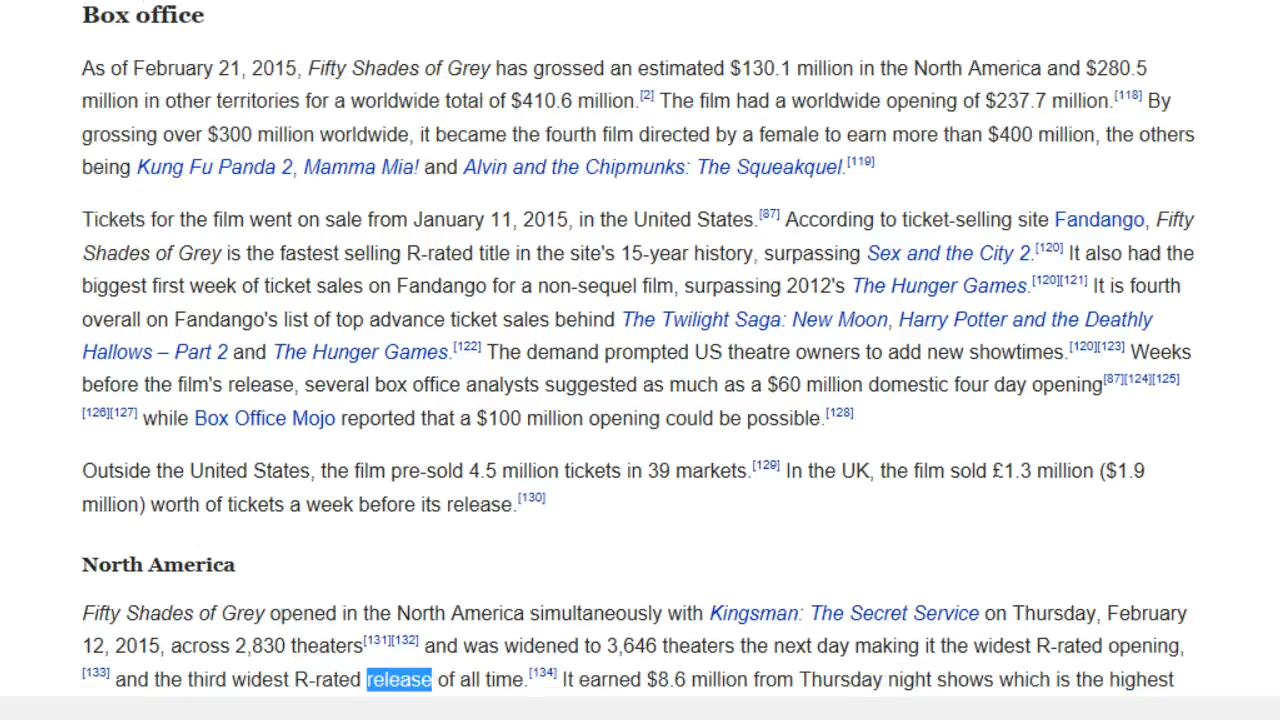 Box office
As of February 21, 2015, Fifty Shades of Grey has grossed an estimated $130.1 million in the North America and $280.5
million in other territories for a worldwide total of $410.6 million.[2] The film had a worldwide opening of $237.7 million.[118] By
grossing over $300 million worldwide, it became the fourth film directed by a female to earn more than $400 million, the others
being Kung Fu Panda 2, Mamma Mia! and Alvin and the Chipmunks: The Squeakquel.[119]
Tickets for the film went on sale from January 11, 2015, in the United States.[87] According to ticket-selling site Fandango, Fifty
Shades of Grey is the fastest selling R-rated title in the site's 15-year history, surpassing Sex and the City 2.[120] It also had the
biggest first week of ticket sales on Fandango for a non-sequel film, surpassing 2012's The Hunger Games.[120][121] It is fourth
overall on Fandango's list of top advance ticket sales behind The Twilight Saga: New Moon, Harry Potter and the Deathly
Hallows – Part 2 and The Hunger Games.[122] The demand prompted US theatre owners to add new showtimes.[120][123] Weeks
before the film's release, several box office analysts suggested as much as a $60 million domestic four day opening[87][124][125]
[126][127] while Box Office Mojo reported that a $100 million opening could be possible.[128]
Outside the United States, the film pre-sold 4.5 million tickets in 39 markets.[129] In the UK, the film sold £1.3 million ($1.9
million) worth of tickets a week before its release.[130]
North America
Fifty Shades of Grey opened in the North America simultaneously with Kingsman: The Secret Service on Thursday, February
12, 2015, across 2,830 theaters[131][132] and was widened to 3,646 theaters the next day making it the widest R-rated opening,
[133] and the third widest R-rated release of all time.[134] It earned $8.6 million from Thursday night shows which is the highest